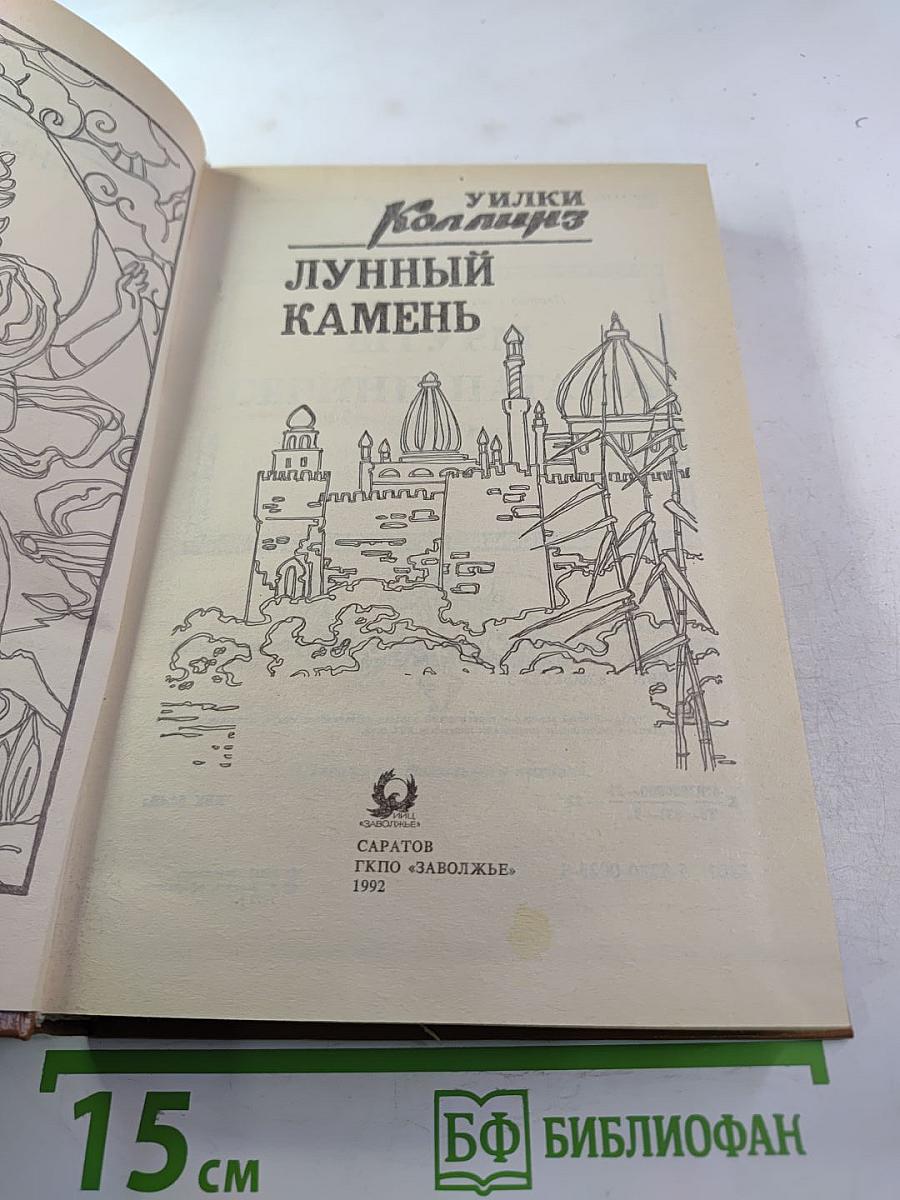 УИЛКИ
Коллинз
ЛУННЫЙ
КАМЕНЬ
ИИЦ
«ЗАВОЛЖЬЕ»
САРАТОВ
ГКПО «ЗАВОЛЖЬЕ»
1992
15 СМ
БФ БИБЛИОФАН